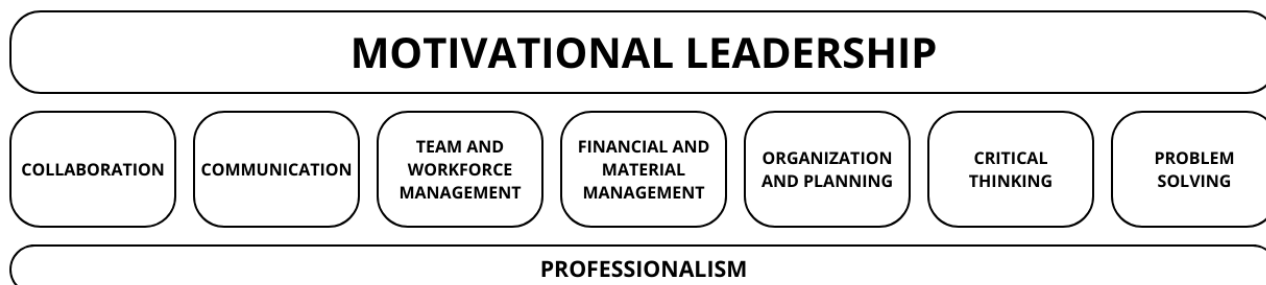 MOTIVATIONAL LEADERSHIP
COLLABORATION
COMMUNICATION
TEAM AND
WORKFORCE
MANAGEMENT
FINANCIAL AND
MATERIAL
MANAGEMENT
ORGANIZATION
AND PLANNING
CRITICAL
THINKING
PROBLEM
SOLVING
PROFESSIONALISM